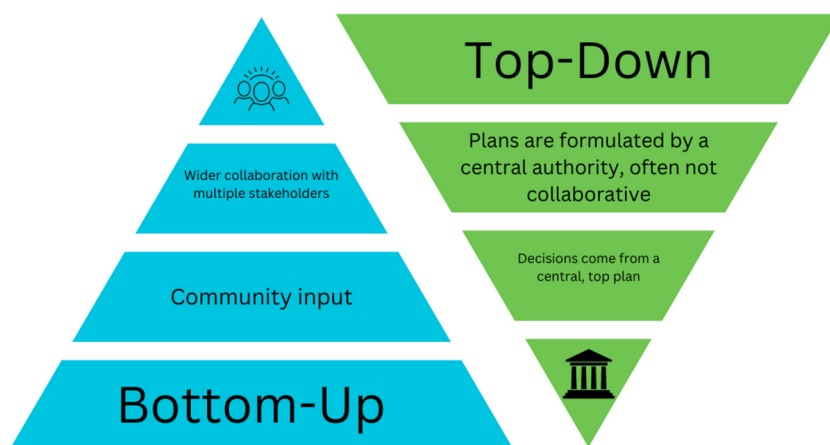 Wider collaboration with
multiple stakeholders
Community input
Bottom-Up
Top-Down
Plans are formulated by a
central authority, often not
collaborative
Decisions come from a
central, top plan